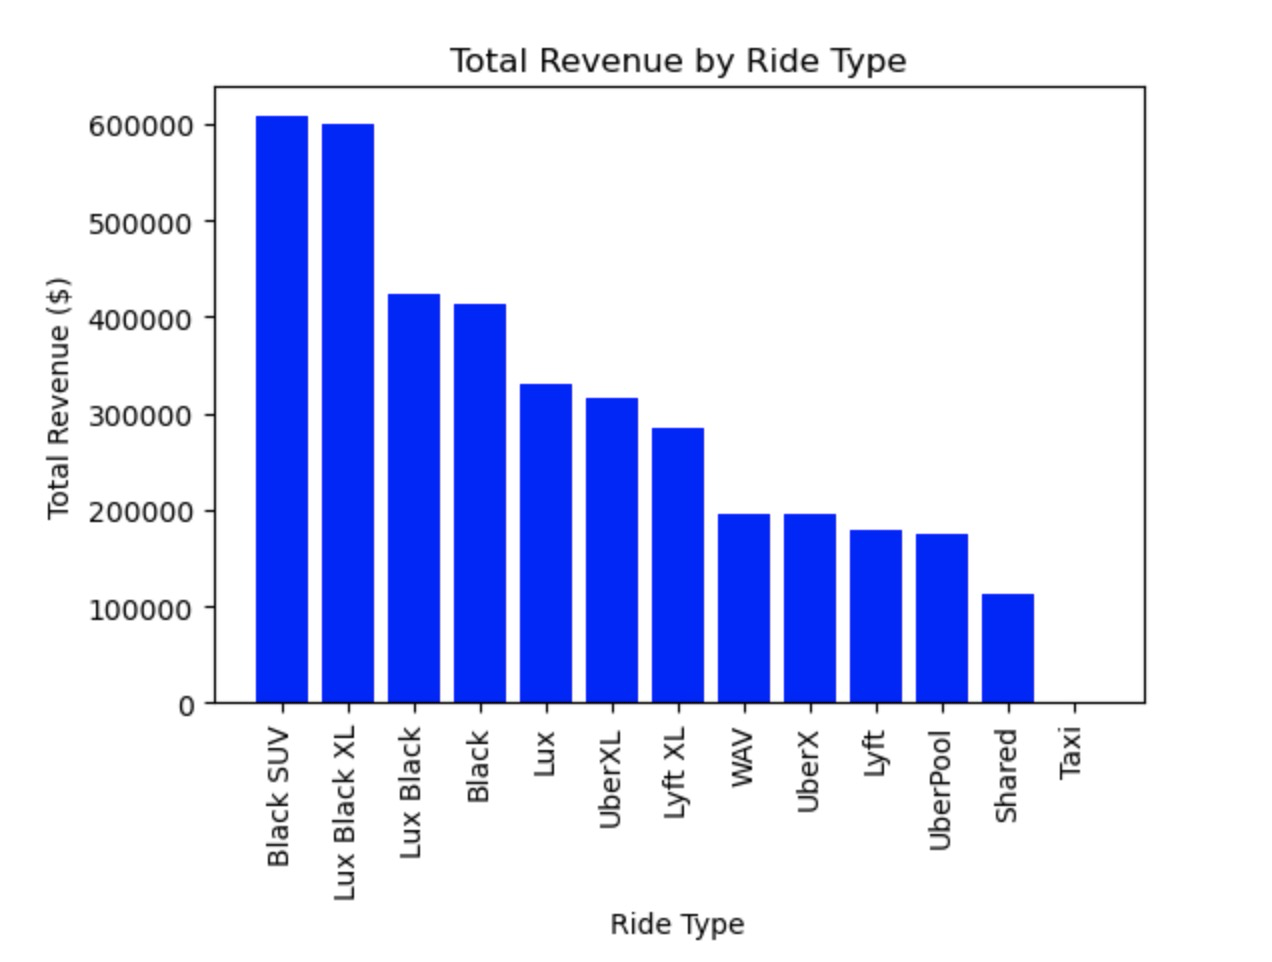 Total Revenue by Ride Type
Total Revenue ($)
600000
500000
400000
300000
200000
100000
0
Black SUV
Lux Black XL
Lux Black
Black
Lux
UberXL
Lyft XL
WAV
UberX
Lyft
UberPool
Shared
Taxi
Ride Type